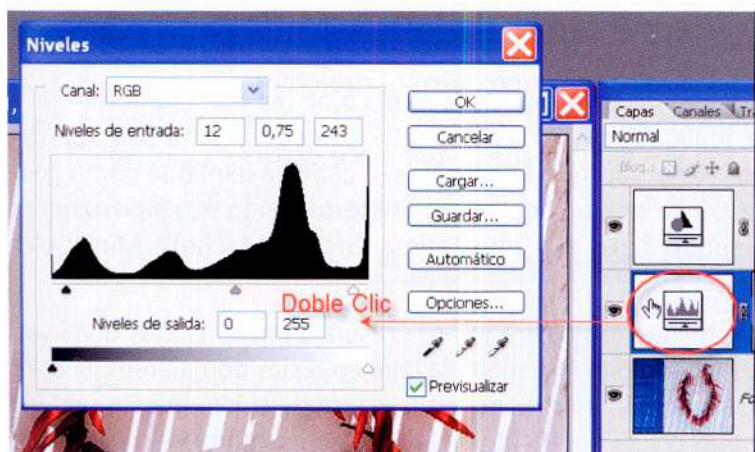 Niveles
Canal: RGB
Niveles de entrada: 12 0,75 243
Niveles de salida: 0 255
OK
Cancelar
Cargar...
Guardar...
Automático
Opciones...
Previsualizar
Doble Clic
Capas Canales
Normal